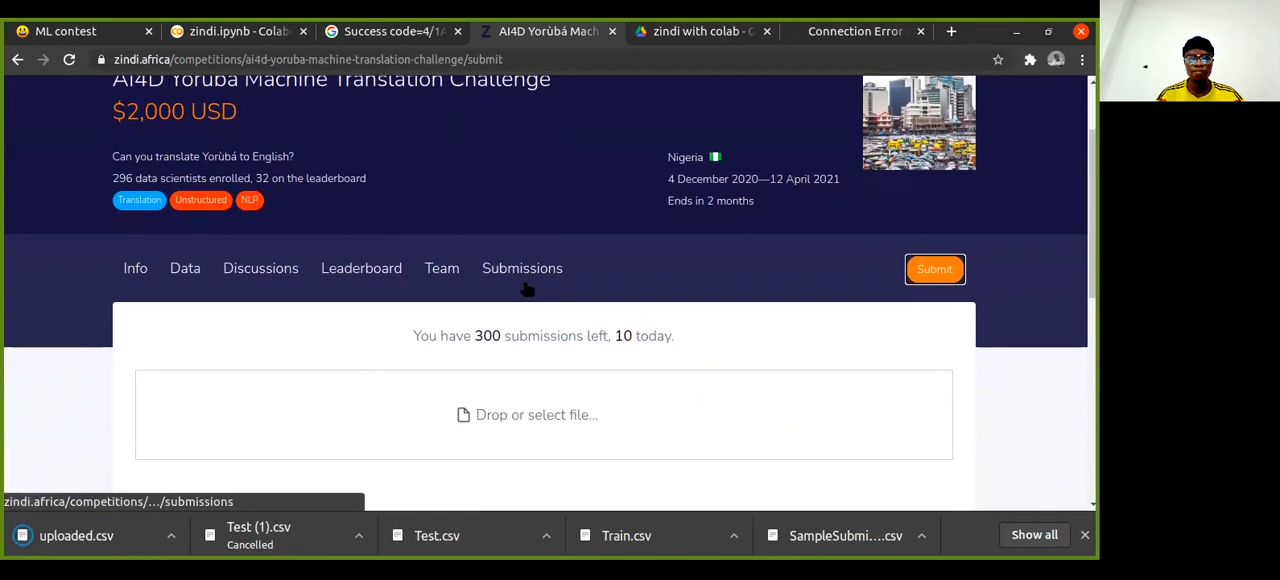 ML contest
zindi.ipynb - Colab
Success code=4/1A
AI4D Yorùbá Mach
zindi with colab - G
Connection Error
zindi.africa/competitions/ai4d-yoruba-machine-translation-challenge/submit
AI4D Yorùbá Machine Translation Challenge
$2,000 USD
Can you translate Yorùbá to English?
296 data scientists enrolled, 32 on the leaderboard
Translation Unstructured NLP
Nigeria
4 December 2020—12 April 2021
Ends in 2 months
Info Data Discussions Leaderboard Team Submissions Submit
You have 300 submissions left, 10 today.
Drop or select file...
zindi.africa/competitions/.../submissions
uploaded.csv
Test (1).csv
Cancelled
Test.csv
Train.csv
SampleSubmi....csv
Show all